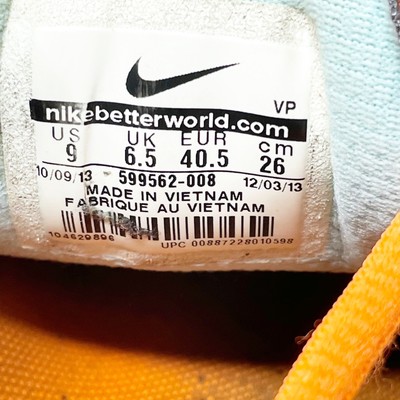 VP
nikebetterworld.com
US UK EUR cm
9 6.5 40.5 26
10/09/13 599562-008 12/03/13
MADE IN VIETNAM
FABRIQUE AU VIETNAM
104629896
UPC 00887228010598